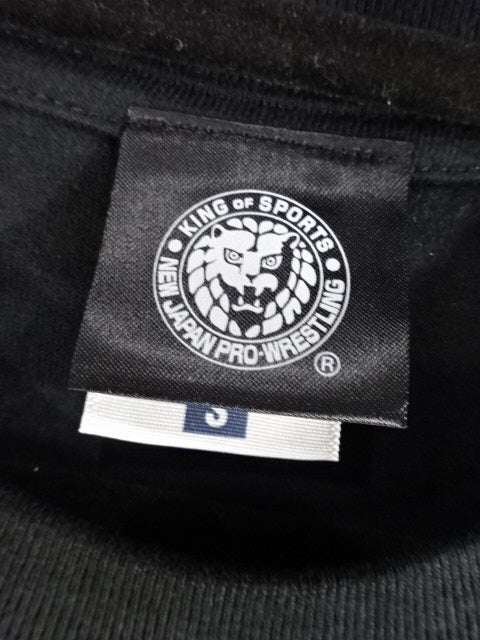 KING OF SPORTS
NEW JAPAN PRO-WRESTLING
®
S